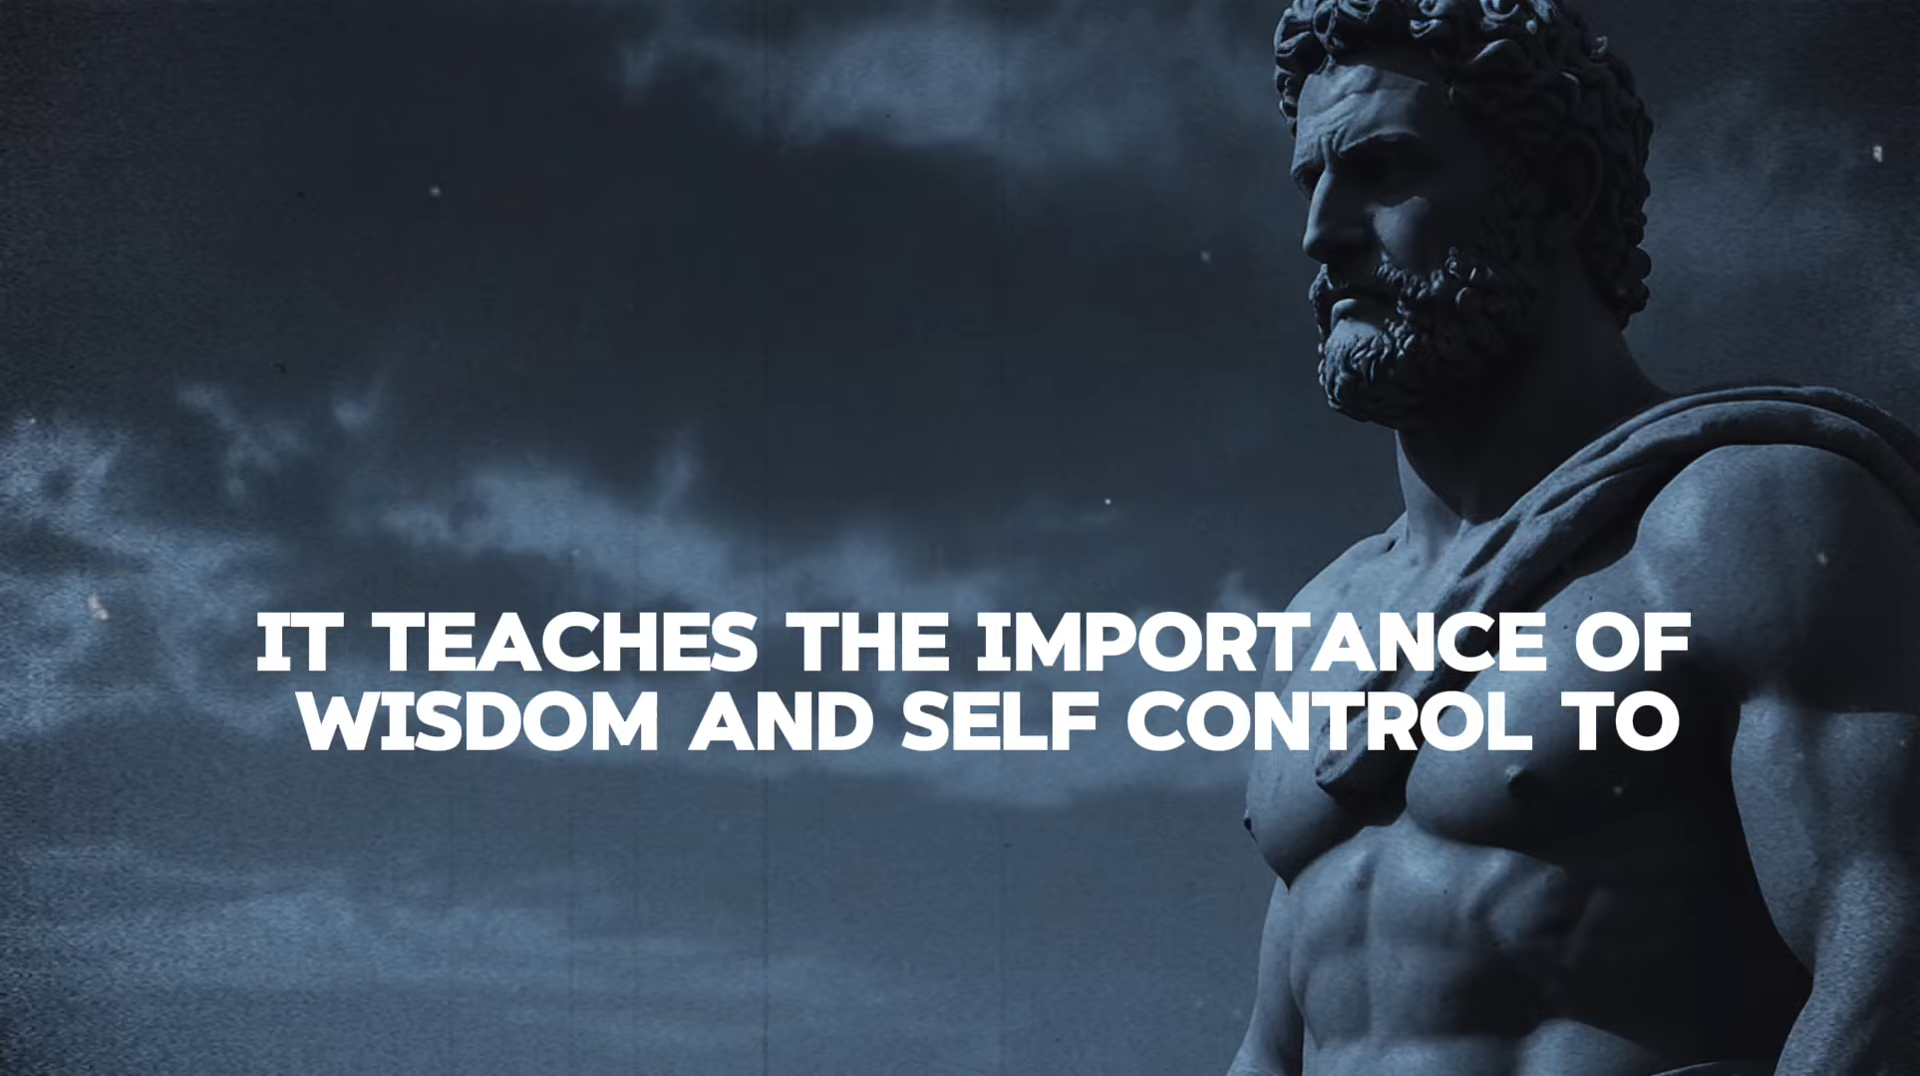 IT TEACHES THE IMPORTANCE OF
WISDOM AND SELF CONTROL TO